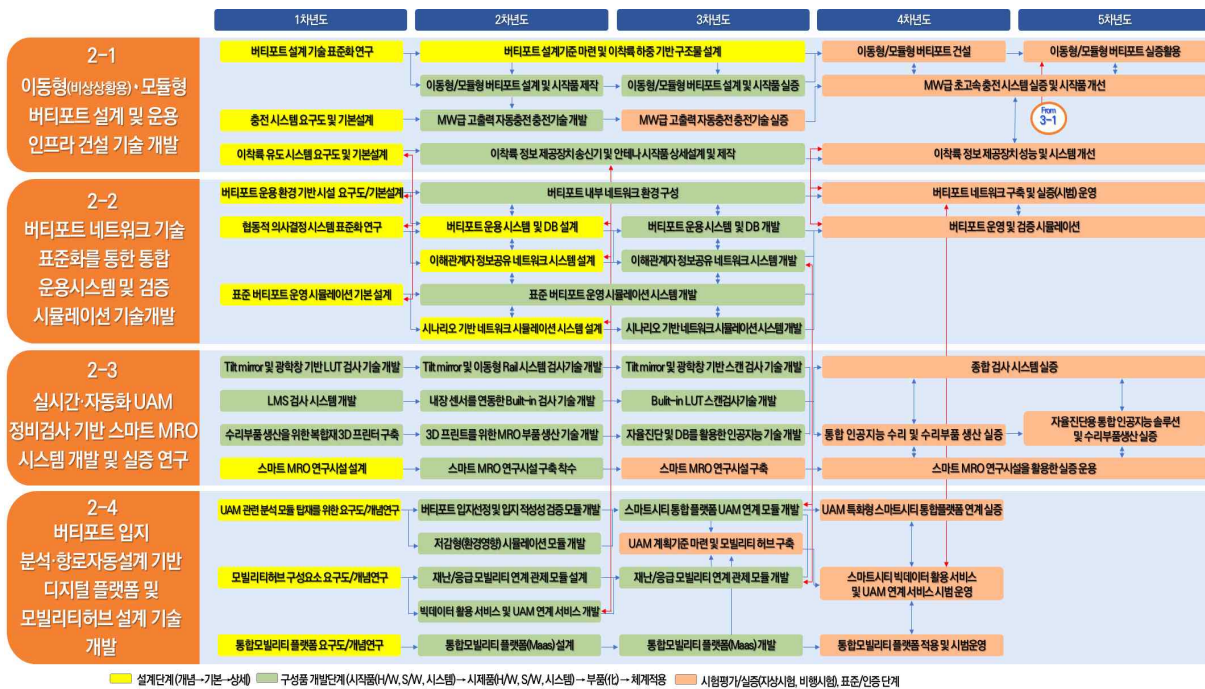 1차년도
2차년도
3차년도
4차년도
5차년도
2-1
이동형(비상상황용)·모듈형
버티포트 설계 및 운용
인프라 건설 기술 개발
버티포트 설계 기술 표준화 연구
버티포트 설계기준 마련 및 이착륙 하중 기반 구조물 설계
이동형/모듈형 버티포트 건설
이동형/모듈형 버티포트 실증활용
이동형/모듈형 버티포트 설계 및 시작품 제작
이동형/모듈형 버티포트 설계 및 시작품 실증
MW급 초고속 충전 시스템 실증 및 시작품 개선
충전 시스템 요구도 및 기본설계
MW급 고출력 자동충전 충전기술 개발
MW급 고출력 자동충전 충전기술 실증
From
3-1
이착륙 유도 시스템 요구도 및 기본설계
이착륙 정보 제공장치 송신기 및 안테나 시작품 상세설계 및 제작
이착륙 정보 제공장치 성능 및 시스템 개선
2-2
버티포트 네트워크 기술
표준화를 통한 통합
운용시스템 및 검증
시뮬레이션 기술개발
버티포트 운용 환경 기반 시설 요구도/기본설계
버티포트 내부 네트워크 환경 구성
버티포트 네트워크 구축 및 실증(시범) 운영
협동적 의사결정 시스템 표준화 연구
버티포트 운용 시스템 및 DB 설계
버티포트 운용 시스템 및 DB 개발
버티포트 운영 및 검증 시뮬레이션
이해관계자 정보공유 네트워크 시스템 설계
이해관계자 정보공유 네트워크 시스템 개발
표준 버티포트 운영 시뮬레이션 기본 설계
표준 버티포트 운영 시뮬레이션 시스템 개발
시나리오 기반 네트워크 시뮬레이션 시스템 설계
시나리오 기반 네트워크 시뮬레이션 시스템 개발
2-3
실시간·자동화 UAM
정비검사 기반 스마트 MRO
시스템 개발 및 실증 연구
Tilt mirror 및 광학창 기반 LUT 검사 기술 개발
Tilt mirror 및 이동형 Rail 시스템 검사기술 개발
Tilt mirror 및 광학창 기반 스캔 검사 기술 개발
종합 검사 시스템 실증
LMS 검사 시스템 개발
내장 센서를 연동한 Built-in 검사 기술 개발
Built-in LUT 스캔검사기술 개발
수리부품 생산을 위한 복합재 3D 프린터 구축
3D 프린트를 위한 MRO 부품 생산 기술 개발
자율진단 및 DB를 활용한 인공지능 기술 개발
통합 인공지능 수리 및 수리부품 생산 실증
자율진단용 통합 인공지능 솔루션
및 수리부품생산 실증
스마트 MRO 연구시설 설계
스마트 MRO 연구시설 구축 착수
스마트 MRO 연구시설 구축
스마트 MRO 연구시설을 활용한 실증 운용
2-4
버티포트 입지
분석·항로자동설계 기반
디지털 플랫폼 및
모빌리티허브 설계 기술
개발
UAM 관련 분석 모듈 탑재를 위한 요구도/개념연구
버티포트 입지선정 및 입지 적성성 검증 모듈 개발
스마트시티 통합 플랫폼 UAM 연계 모듈 개발
UAM 특화형 스마트시티 통합플랫폼 연계 실증
저감형(환경영향) 시뮬레이션 모듈 개발
UAM 계획기준 마련 및 모빌리티 허브 구축
모빌리티허브 구성요소 요구도/개념연구
재난/응급 모빌리티 연계 관제 모듈 설계
재난/응급 모빌리티 연계 관제 모듈 개발
스마트시티 빅데이터 활용 서비스
및 UAM 연계 서비스 시범 운영
빅데이터 활용 서비스 및 UAM 연계 서비스 개발
통합모빌리티 플랫폼 요구도/개념연구
통합모빌리티 플랫폼(Maas) 설계
통합모빌리티 플랫폼(Maas) 개발
통합모빌리티 플랫폼 적용 및 시범운영
설계단계 (개념→기본→상세)
구성품 개발단계 (시작품(H/W, S/W, 시스템)→ 시제품(H/W, S/W, 시스템)→ 부품(化)→ 체계적용
시험평가/실증(지상시험, 비행시험), 표준/인증 단계